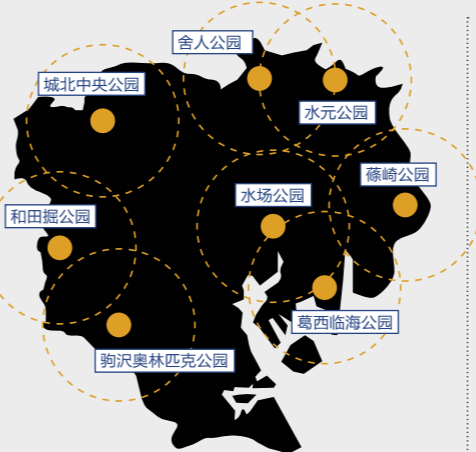 舍人公园
城北中央公园
水元公园
蓧崎公园
水场公园
和田掘公园
葛西临海公园
驹沢奥林匹克公园